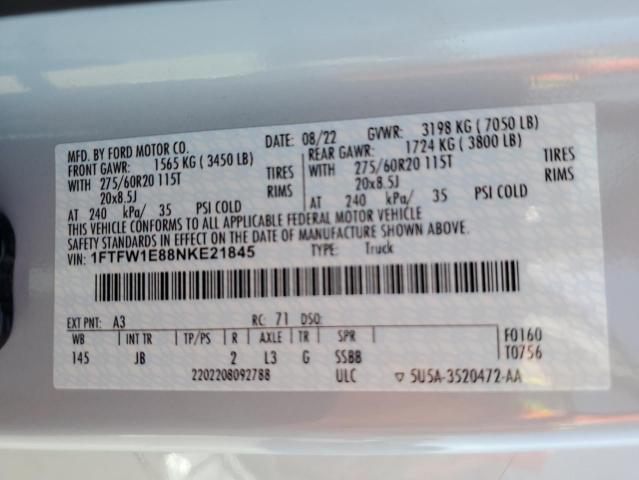 MFD. BY FORD MOTOR CO. DATE: 08/22 GVWR: 3198 KG ( 7050 LB)
FRONT GAWR: 1565 KG ( 3450 LB) REAR GAWR: 1724 KG ( 3800 LB)
WITH 275/60R20 115T TIRES WITH 275/60R20 115T TIRES
20x8.5J RIMS 20x8.5J RIMS
AT 240 kPa/ 35 PSI COLD AT 240 kPa/ 35 PSI COLD
THIS VEHICLE CONFORMS TO ALL APPLICABLE FEDERAL MOTOR VEHICLE
SAFETY STANDARDS IN EFFECT ON THE DATE OF MANUFACTURE SHOWN ABOVE.
VIN: 1FTFW1E88NKE21845 TYPE: Truck
EXT PNT: A3 RC: 71 DSO:
WB INT TR TP/PS R AXLE TR SPR F0160
145 JB 2 L3 G SSBB T0756
2202208092788 ULC 5U5A-3520472-AA